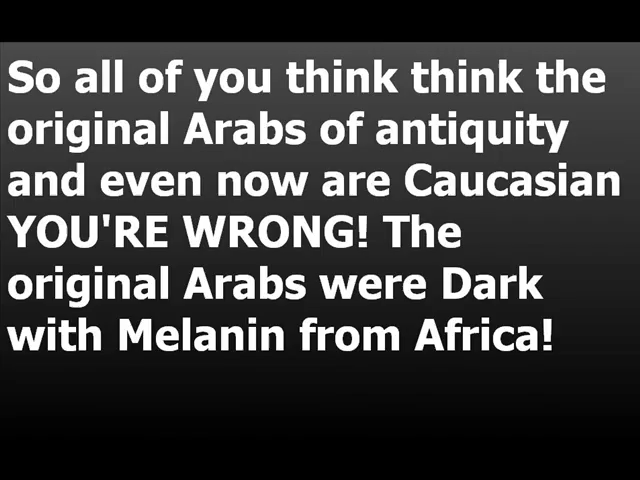 So all of you think think the
original Arabs of antiquity
and even now are Caucasian
YOU'RE WRONG! The
original Arabs were Dark
with Melanin from Africa!